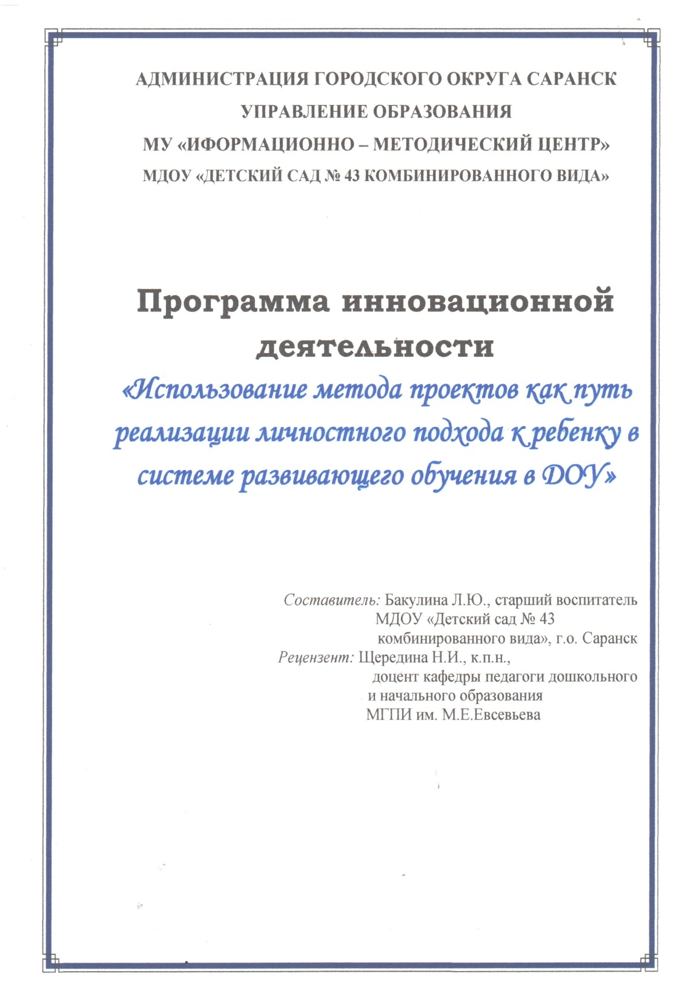 АДМИНИСТРАЦИЯ ГОРОДСКОГО ОКРУГА САРАНСК
УПРАВЛЕНИЕ ОБРАЗОВАНИЯ
МУ «ИФОРМАЦИОННО – МЕТОДИЧЕСКИЙ ЦЕНТР»
МДОУ «ДЕТСКИЙ САД № 43 КОМБИНИРОВАННОГО ВИДА»
Программа инновационной
деятельности
«Использование метода проектов как путь
реализации личностного подхода к ребенку в
системе развивающего обучения в ДОУ»
Составитель: Бакулина Л.Ю., старший воспитатель
МДОУ «Детский сад № 43
комбинированного вида», г.о. Саранск
Рецензент: Щередина Н.И., к.п.н.,
доцент кафедры педагоги дошкольного
и начального образования
МГПИ им. М.Е.Евсевьева